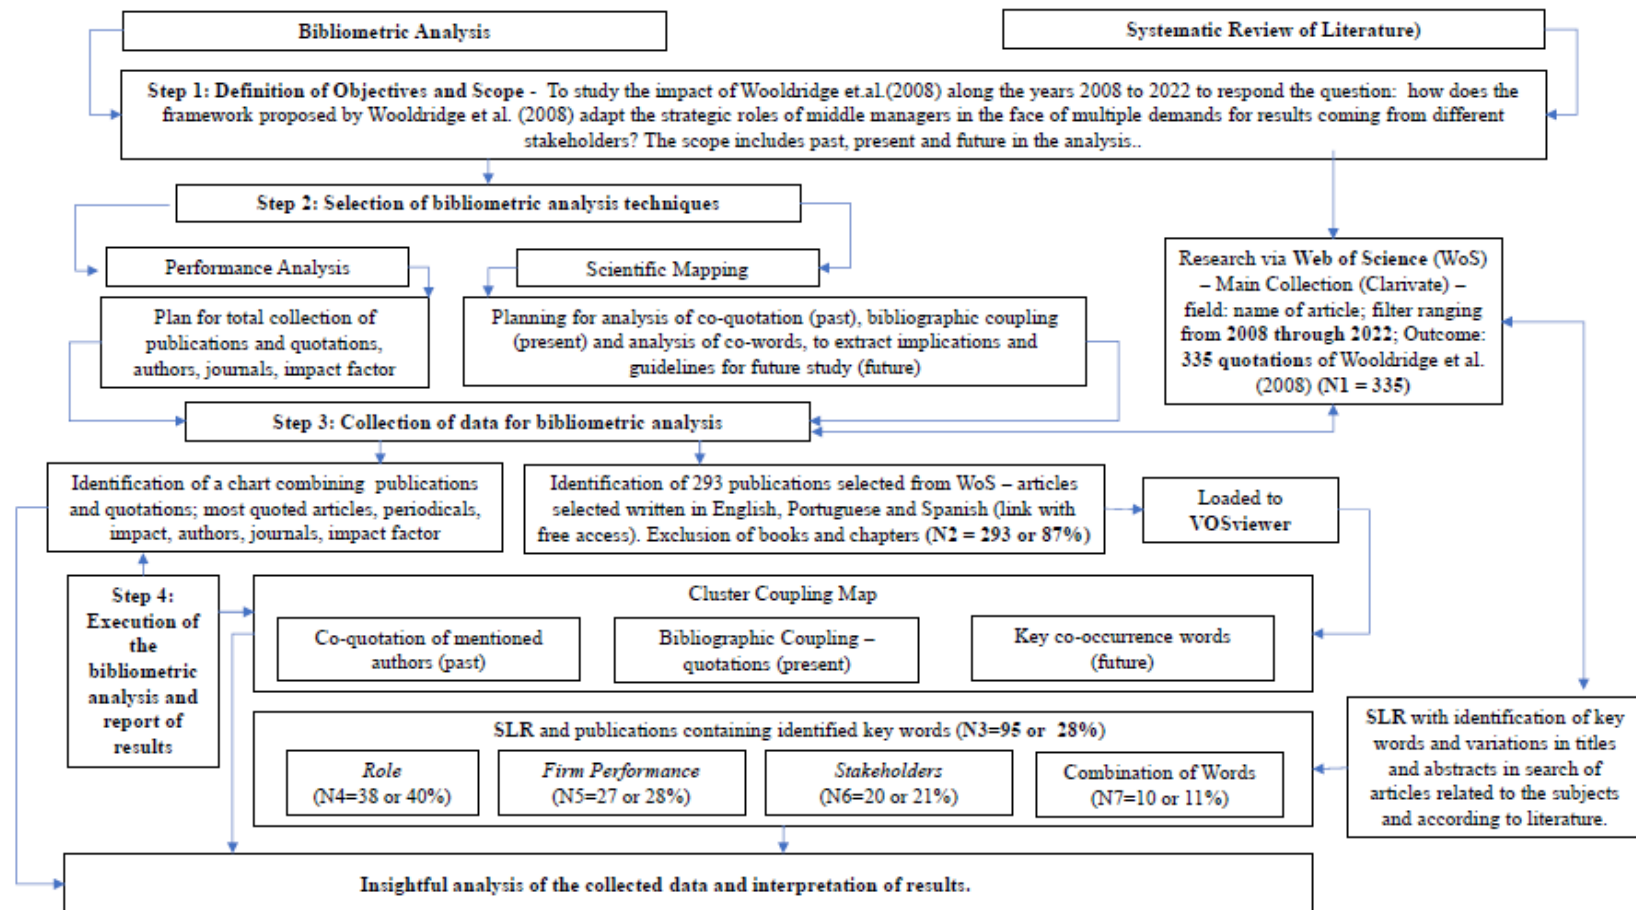 Bibliometric Analysis
Systematic Review of Literature)
Step 1: Definition of Objectives and Scope - To study the impact of Wooldridge et.al.(2008) along the years 2008 to 2022 to respond the question: how does the
framework proposed by Wooldridge et al. (2008) adapt the strategic roles of middle managers in the face of multiple demands for results coming from different
stakeholders? The scope includes past, present and future in the analysis..
Step 2: Selection of bibliometric analysis techniques
Performance Analysis
Scientific Mapping
Plan for total collection of
publications and quotations,
authors, journals, impact factor
Planning for analysis of co-quotation (past), bibliographic coupling
(present) and analysis of co-words, to extract implications and
guidelines for future study (future)
Research via Web of Science (WoS)
– Main Collection (Clarivate) –
field: name of article; filter ranging
from 2008 through 2022; Outcome:
335 quotations of Wooldridge et al.
(2008) (N1 = 335)
Step 3: Collection of data for bibliometric analysis
Identification of a chart combining publications
and quotations; most quoted articles, periodicals,
impact, authors, journals, impact factor
Identification of 293 publications selected from WoS – articles
selected written in English, Portuguese and Spanish (link with
free access). Exclusion of books and chapters (N2 = 293 or 87%)
Loaded to
VOSviewer
Step 4:
Execution of
the
bibliometric
analysis and
report of
results
Cluster Coupling Map
Co-quotation of mentioned
authors (past)
Bibliographic Coupling –
quotations (present)
Key co-occurrence words
(future)
SLR and publications containing identified key words (N3=95 or 28%)
Role
(N4=38 or 40%)
Firm Performance
(N5=27 or 28%)
Stakeholders
(N6=20 or 21%)
Combination of Words
(N7=10 or 11%)
SLR with identification of key
words and variations in titles
and abstracts in search of
articles related to the subjects
and according to literature.
Insightful analysis of the collected data and interpretation of results.